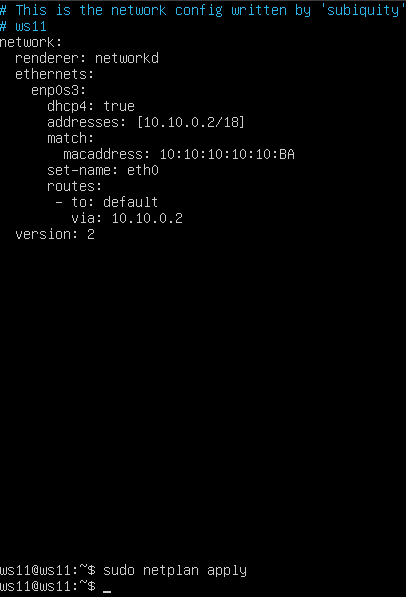 # This is the network config written by 'subiquity'
# ws11
network:
  renderer: networkd
  ethernets:
    enp0s3:
      dhcp4: true
      addresses: [10.10.0.2/18]
      match:
        macaddress: 10:10:10:10:10:BA
      set-name: eth0
      routes:
       - to: default
         via: 10.10.0.2
  version: 2
ws11@ws11:~$ sudo netplan apply
ws11@ws11:~$ _